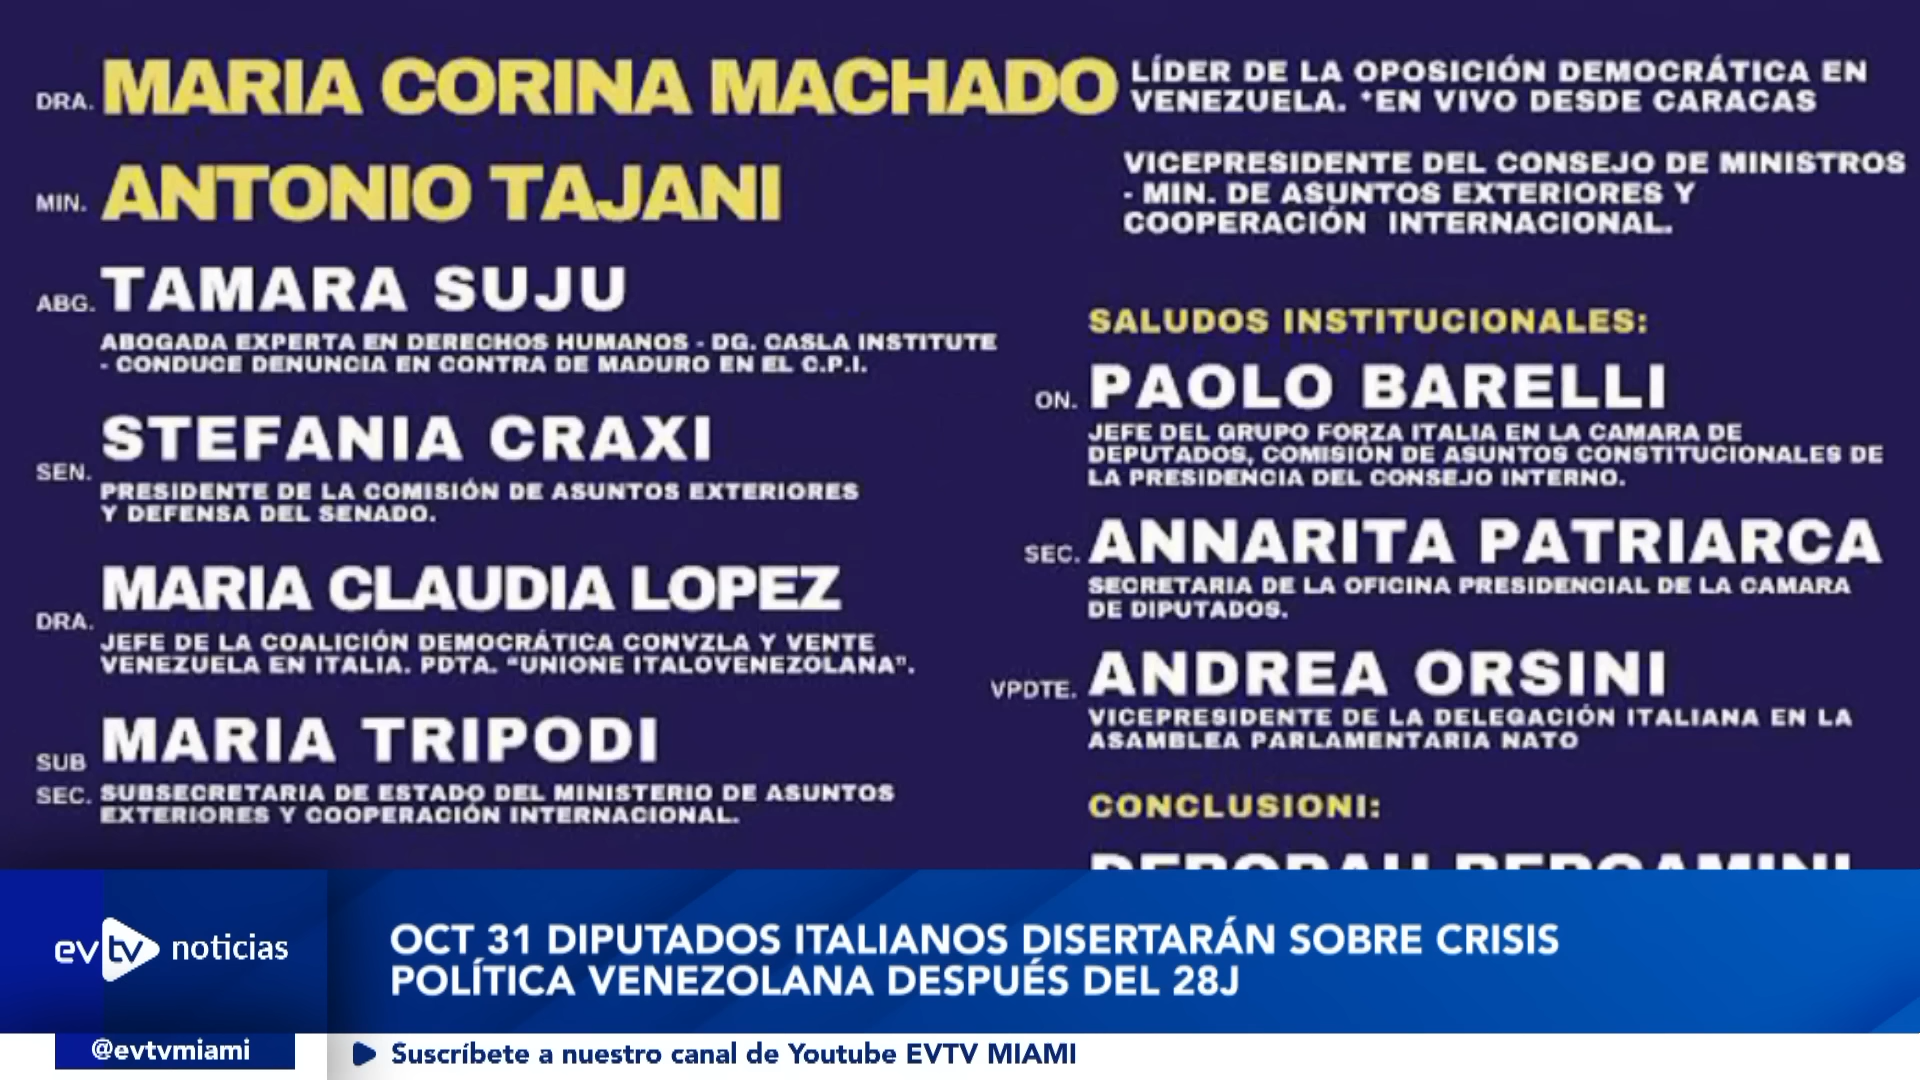 DRA. MARIA CORINA MACHADO
LÍDER DE LA OPOSICIÓN DEMOCRÁTICA EN
VENEZUELA. *EN VIVO DESDE CARACAS
MIN. ANTONIO TAJANI
VICEPRESIDENTE DEL CONSEJO DE MINISTROS
- MIN. DE ASUNTOS EXTERIORES Y
COOPERACIÓN INTERNACIONAL.
ABG. TAMARA SUJU
ABOGADA EXPERTA EN DERECHOS HUMANOS - DG. CASLA INSTITUTE
- CONDUCE DENUNCIA EN CONTRA DE MADURO EN EL C.P.I.
SEN. STEFANIA CRAXI
PRESIDENTE DE LA COMISIÓN DE ASUNTOS EXTERIORES
Y DEFENSA DEL SENADO.
DRA. MARIA CLAUDIA LOPEZ
JEFE DE LA COALICIÓN DEMOCRÁTICA CONVZLA Y VENTE
VENEZUELA EN ITALIA. PDTA. "UNIONE ITALOVENEZOLANA".
SUB SEC. MARIA TRIPODI
SUBSECRETARIA DE ESTADO DEL MINISTERIO DE ASUNTOS
EXTERIORES Y COOPERACIÓN INTERNACIONAL.
SALUDOS INSTITUCIONALES:
ON. PAOLO BARELLI
JEFE DEL GRUPO FORZA ITALIA EN LA CAMARA DE
DEPUTADOS, COMISIÓN DE ASUNTOS CONSTITUCIONALES DE
LA PRESIDENCIA DEL CONSEJO INTERNO.
SEC. ANNARITA PATRIARCA
SECRETARIA DE LA OFICINA PRESIDENCIAL DE LA CAMARA
DE DIPUTADOS.
VPDTE. ANDREA ORSINI
VICEPRESIDENTE DE LA DELEGACIÓN ITALIANA EN LA
ASAMBLEA PARLAMENTARIA NATO
CONCLUSIONI:
DEBORAH BERGAMINI
evtv noticias
OCT 31 DIPUTADOS ITALIANOS DISERTARÁN SOBRE CRISIS
POLÍTICA VENEZOLANA DESPUÉS DEL 28J
@evtvmiami
Suscríbete a nuestro canal de Youtube EVTV MIAMI